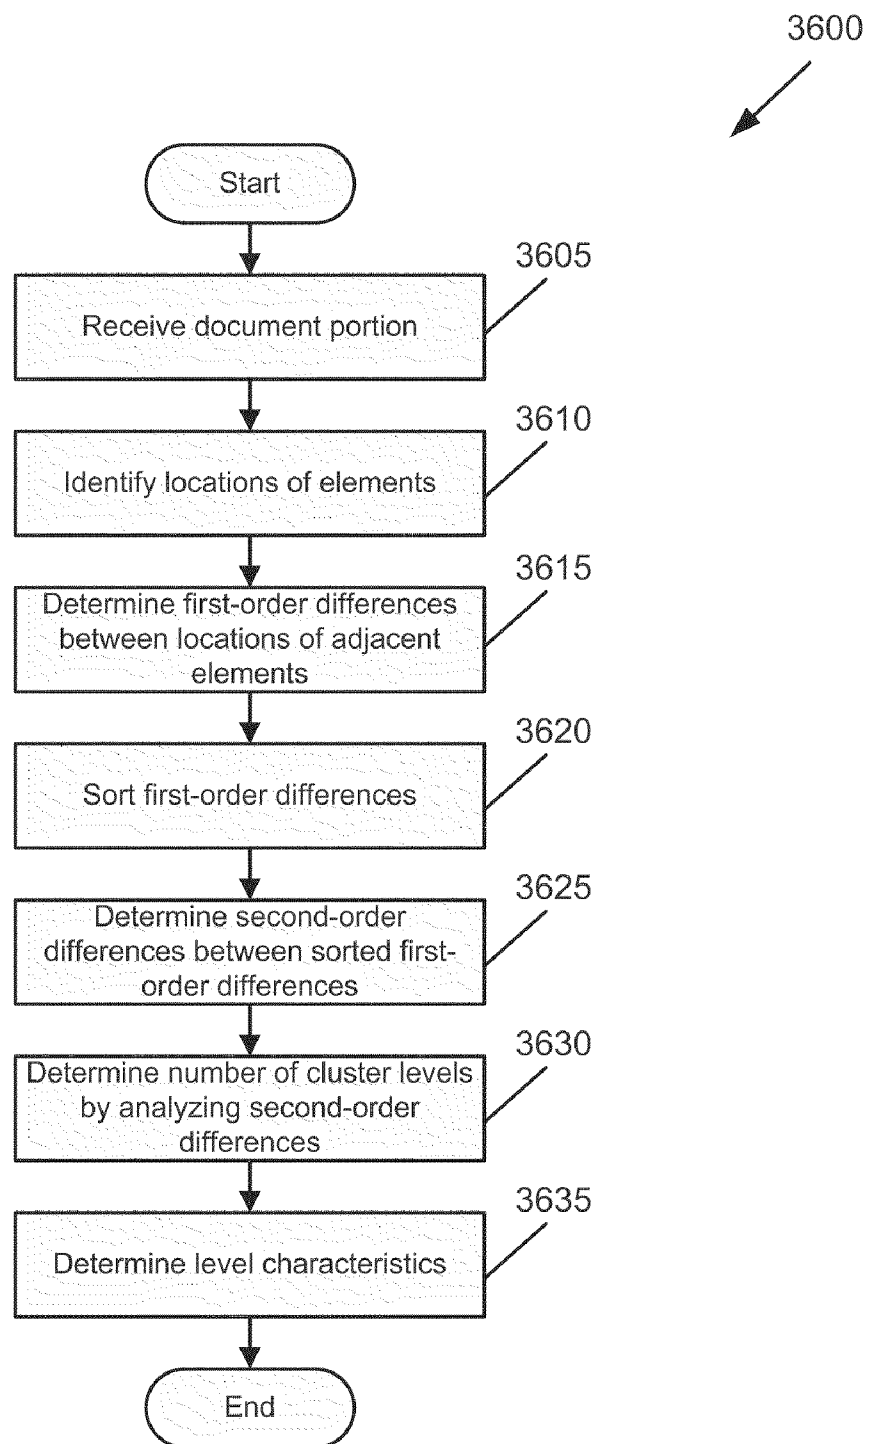 3600
Start
3605
Receive document portion
3610
Identify locations of elements
3615
Determine first-order differences
between locations of adjacent
elements
3620
Sort first-order differences
3625
Determine second-order
differences between sorted first-
order differences
3630
Determine number of cluster levels
by analyzing second-order
differences
3635
Determine level characteristics
End